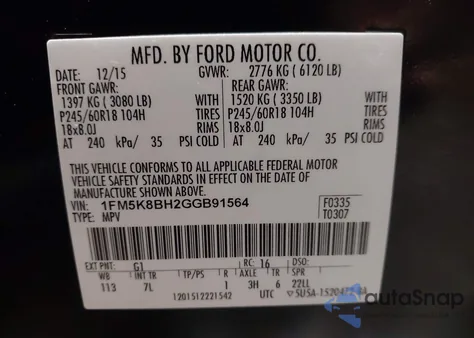 MFD. BY FORD MOTOR CO.
DATE: 12/15 GVWR: 2776 KG ( 6120 LB)
FRONT GAWR: REAR GAWR:
1397 KG ( 3080 LB) WITH 1520 KG ( 3350 LB) WITH
P245/60R18 104H TIRES P245/60R18 104H TIRES
18x8.0J RIMS 18x8.0J RIMS
AT 240 kPa/ 35 PSI COLD AT 240 kPa/ 35 PSI COLD
THIS VEHICLE CONFORMS TO ALL APPLICABLE FEDERAL MOTOR
VEHICLE SAFETY STANDARDS IN EFFECT ON THE DATE OF
MANUFACTURE SHOWN ABOVE.
VIN: 1FM5K8BH2GGB91564 F0335
TYPE: MPV T0307
EXT PNT: G1 RC: 16 DSO:
WB INT TR TP/PS R AXLE TR SPR
113 7L 1 3H 6 22LL
1201512221542 UTC
autoSnap